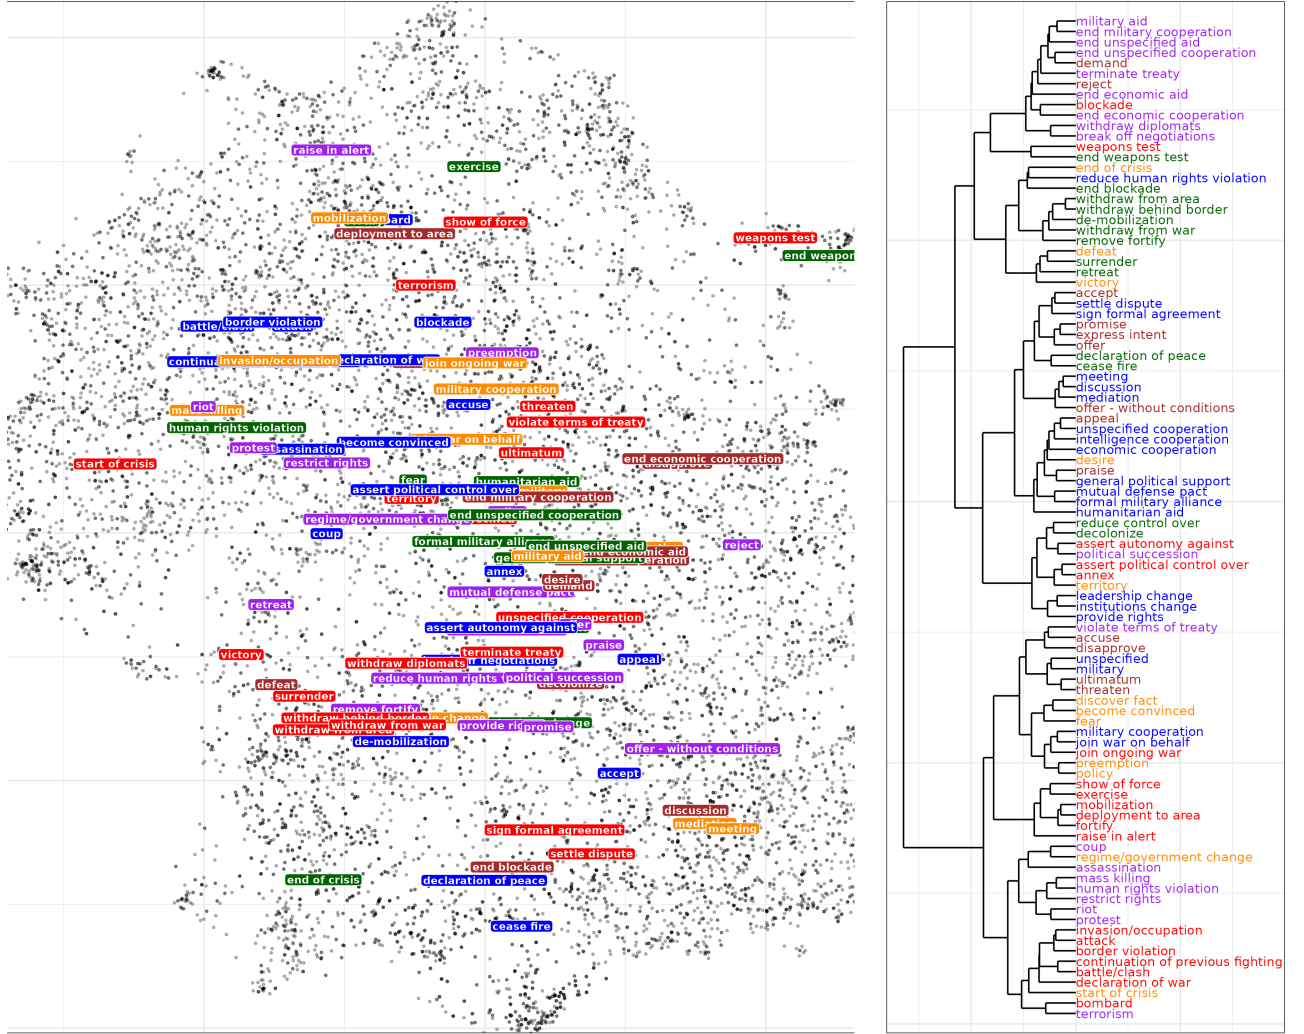 raise in alert
exercise
mobilization
show of force
deployment to area
weapons test
end weapon
terrorism
border violation
blockade
preemption
invasion/occupation
join ongoing war
military cooperation
accuse
threaten
riot
violate terms of treaty
human rights violation
become convinced
protest
restrict rights
ultimatum
end economic cooperation
start of crisis
fear
humanitarian aid
assert political control over
territory
end military cooperation
end unspecified cooperation
coup
end unspecified aid
reject
military aid
annex
desire
mutual defense pact
retreat
unspecified cooperation
assert autonomy against
praise
victory
terminate treaty
withdraw diplomats
appeal
political succession
defeat
surrender
remove fortify
withdraw behind border
withdraw from war
promise
de-mobilization
offer - without conditions
accept
discussion
meeting
sign formal agreement
settle dispute
end blockade
end of crisis
declaration of peace
cease fire
military aid
end military cooperation
end unspecified aid
end unspecified cooperation
demand
terminate treaty
reject
end economic aid
blockade
end economic cooperation
withdraw diplomats
break off negotiations
weapons test
end weapons test
end of crisis
reduce human rights violation
end blockade
withdraw from area
withdraw behind border
de-mobilization
withdraw from war
remove fortify
defeat
surrender
retreat
victory
accept
settle dispute
sign formal agreement
promise
express intent
offer
declaration of peace
cease fire
meeting
discussion
mediation
offer - without conditions
appeal
unspecified cooperation
intelligence cooperation
economic cooperation
desire
praise
general political support
mutual defense pact
formal military alliance
humanitarian aid
reduce control over
decolonize
assert autonomy against
political succession
assert political control over
annex
territory
leadership change
institutions change
provide rights
violate terms of treaty
accuse
disapprove
unspecified
military
ultimatum
threaten
discover fact
become convinced
fear
military cooperation
join war on behalf
join ongoing war
preemption
policy
show of force
exercise
mobilization
deployment to area
fortify
raise in alert
coup
regime/government change
assassination
mass killing
human rights violation
restrict rights
riot
protest
invasion/occupation
attack
border violation
continuation of previous fighting
battle/clash
declaration of war
start of crisis
bombard
terrorism